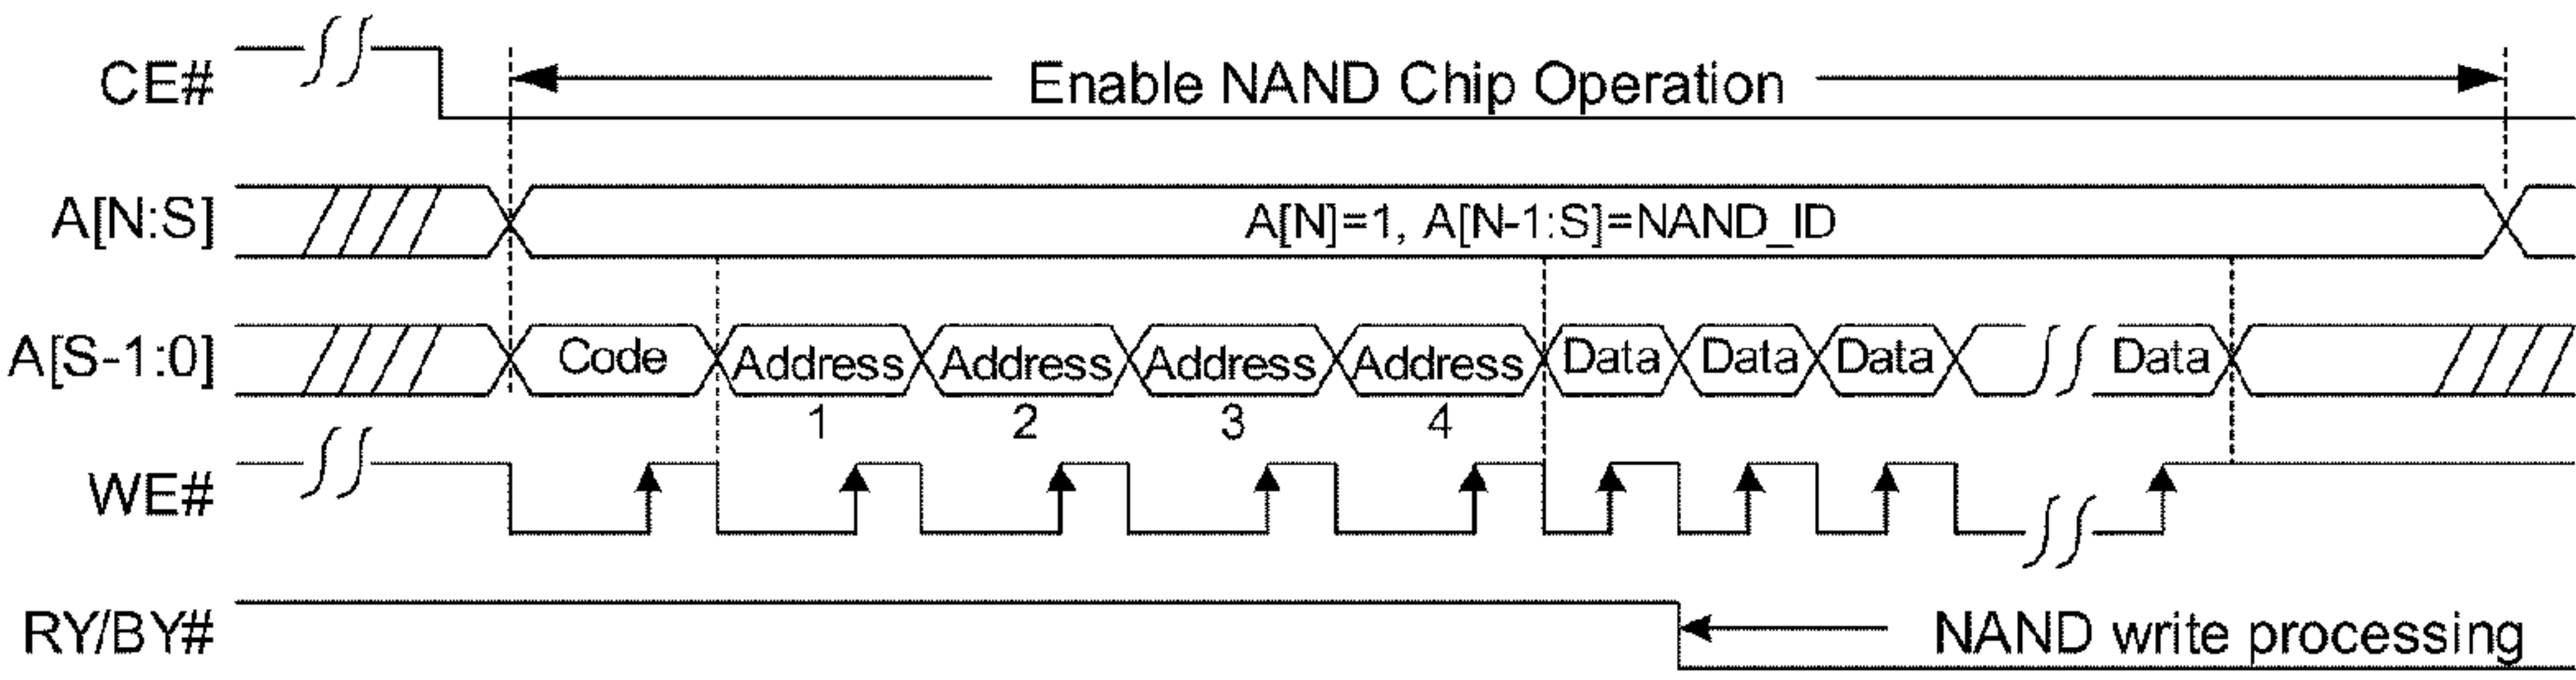 CE# Enable NAND Chip Operation
A[N:S] A[N]=1, A[N-1:S]=NAND_ID
A[S-1:0] Code Address Address Address Address Data Data Data Data
1 2 3 4
WE#
RY/BY# NAND write processing